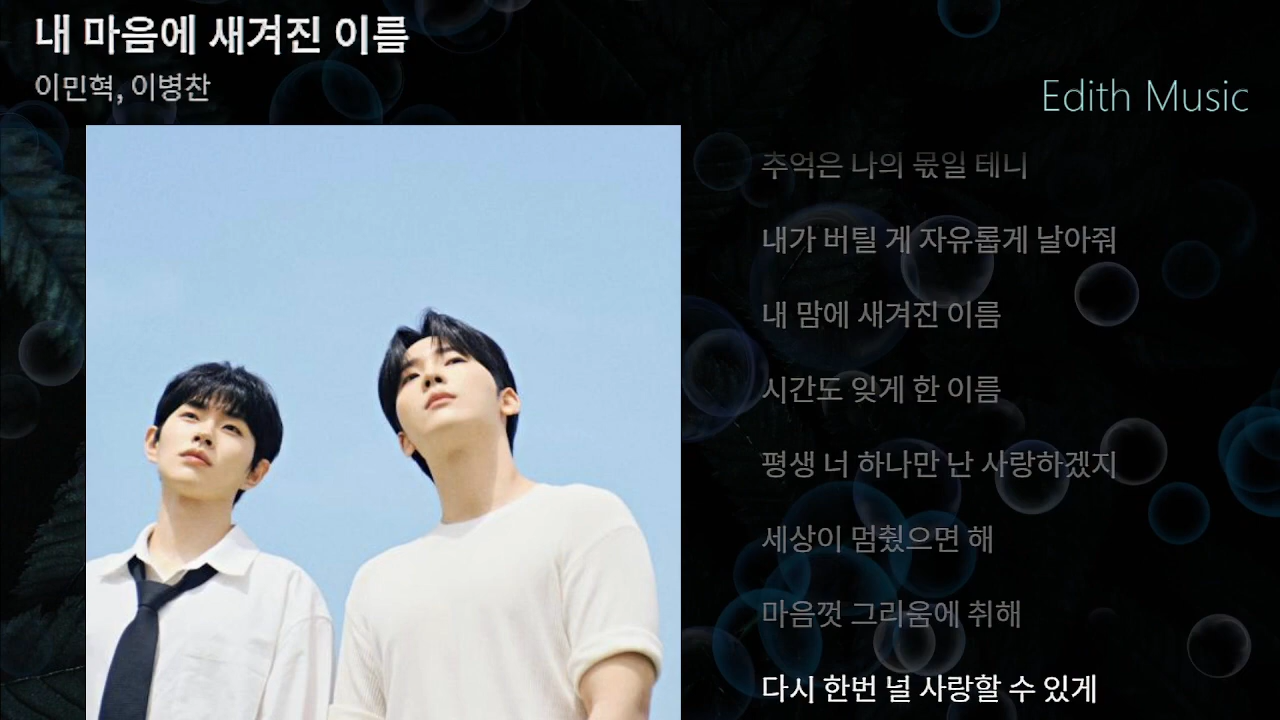 내 마음에 새겨진 이름
이민혁, 이병찬
Edith Music
추억은 나의 몫일 테니
내가 버틸 게 자유롭게 날아줘
내 맘에 새겨진 이름
시간도 잊게 한 이름
평생 너 하나만 난 사랑하겠지
세상이 멈췄으면 해
마음껏 그리움에 취해
다시 한번 널 사랑할 수 있게